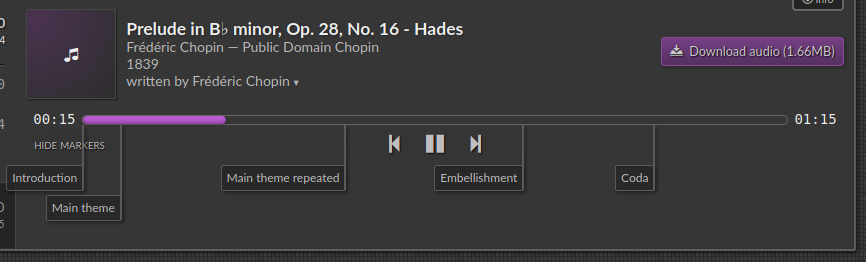 Info
Prelude in B♭ minor, Op. 28, No. 16 - Hades
Frédéric Chopin — Public Domain Chopin
1839
written by Frédéric Chopin ▾
Download audio (1.66MB)
00:15
01:15
HIDE MARKERS
Introduction
Main theme repeated
Embellishment
Coda
Main theme